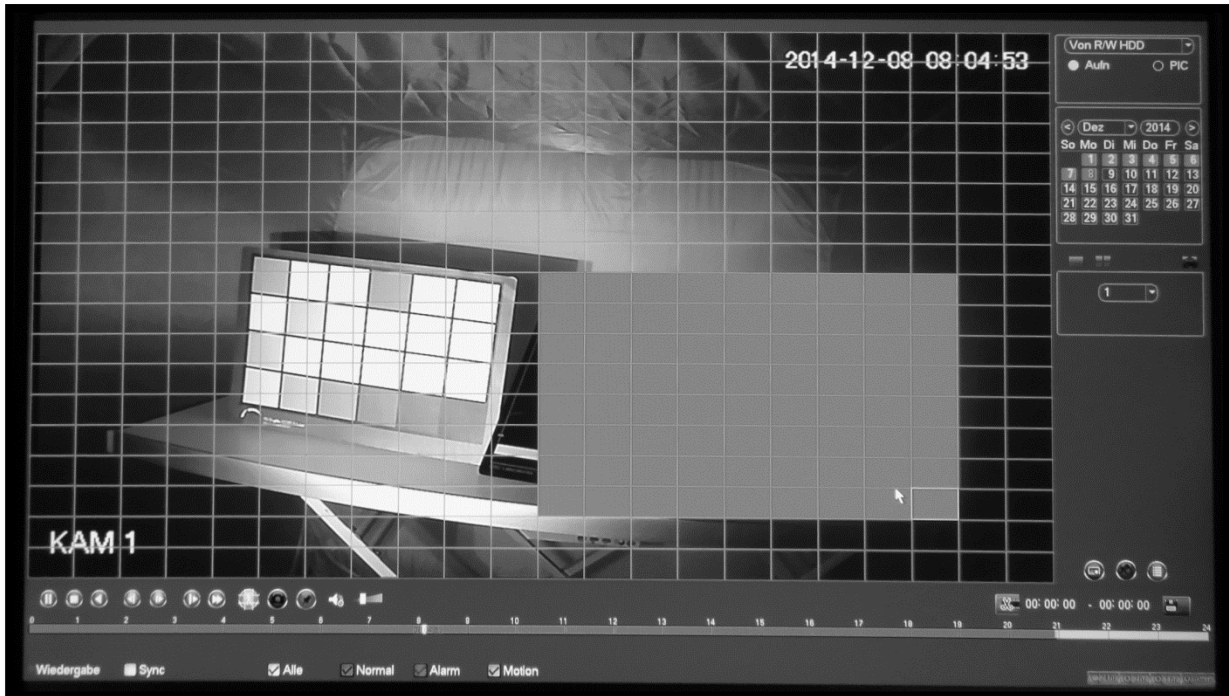 2014-12-08 08:04:53
KAM 1
Von R/W HDD
Aufn PIC
< Dez 2014 >
So Mo Di Mi Do Fr Sa
1 2 3 4 5 6
7 8 9 10 11 12 13
14 15 16 17 18 19 20
21 22 23 24 25 26 27
28 29 30 31
1
00:00:00 - 00:00:00
0 1 2 3 4 5 6 7 8 9 10 11 12 13 14 15 16 17 18 19 20 21 22 23 24
Wiedergabe Sync Alle Normal Alarm Motion